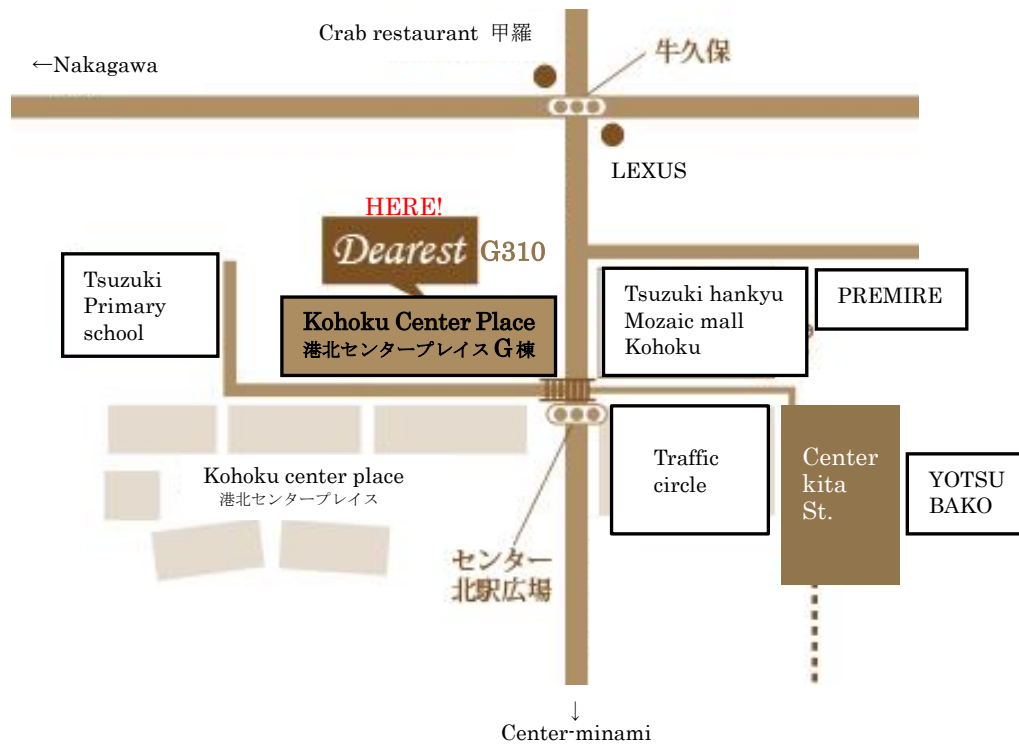 Crab restaurant 甲羅
牛久保
←Nakagawa
LEXUS
HERE!
Dearest G310
Tsuzuki
Primary
school
Kohoku Center Place
港北センタープレイスG棟
Tsuzuki hankyu
Mozaic mall
Kohoku
PREMIRE
Kohoku center place
港北センタープレイス
Traffic
circle
Center
kita
St.
YOTSU
BAKO
センター
北駅広場
↓
Center-minami